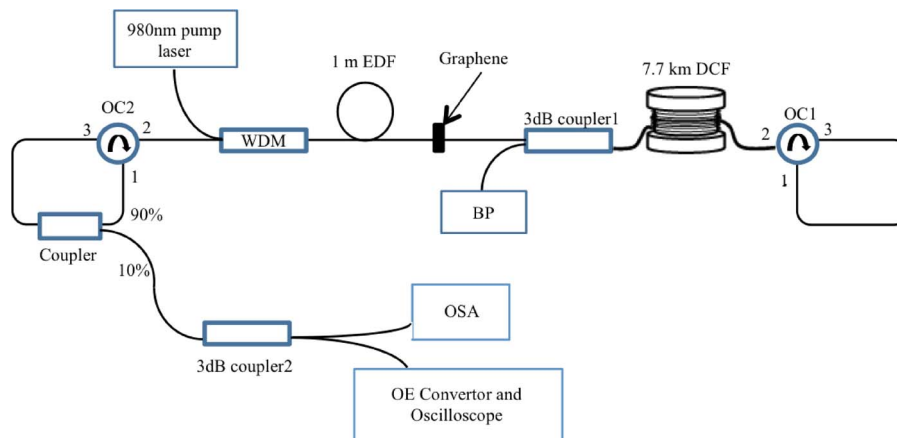 980nm pump
laser
1 m EDF
Graphene
7.7 km DCF
OC2
3dB coupler1
OC1
3
2
WDM
2
3
1
1
BP
90%
Coupler
10%
OSA
3dB coupler2
OE Convertor and
Oscilloscope